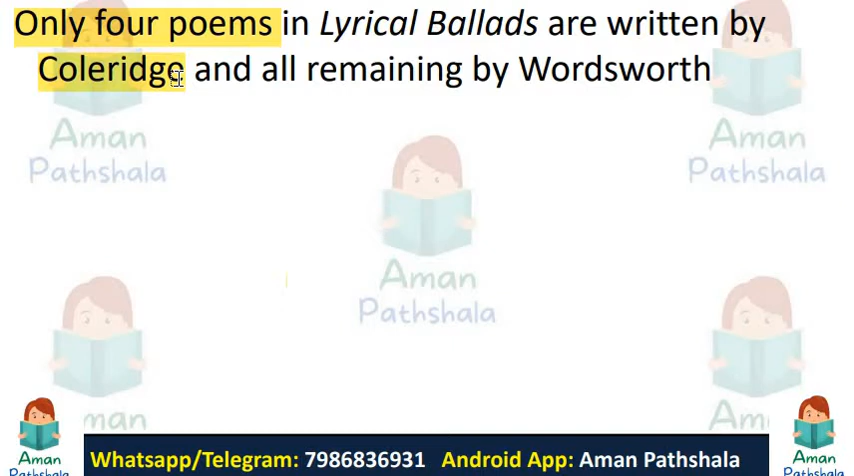 Only four poems in Lyrical Ballads are written by
Coleridge and all remaining by Wordsworth
Aman
Pathshala
Aman
Pathshala
Aman
Pathshala
Aman
Pathshala
Aman
Pathshala
Whatsapp/Telegram: 7986836931 Android App: Aman Pathshala